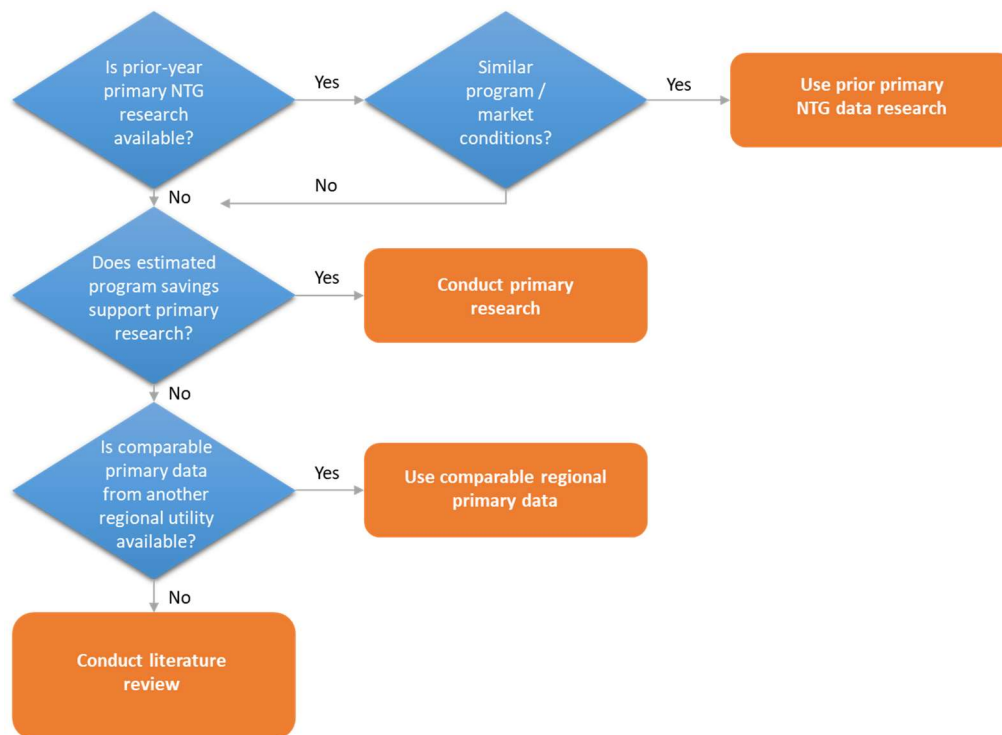 Is prior-year
primary NTG
research
available?
Yes
Similar
program /
market
conditions?
Yes
Use prior primary
NTG data research
No
No
Does estimated
program savings
support primary
research?
Yes
Conduct primary
research
No
Is comparable
primary data
from another
regional utility
available?
Yes
Use comparable regional
primary data
No
Conduct literature
review